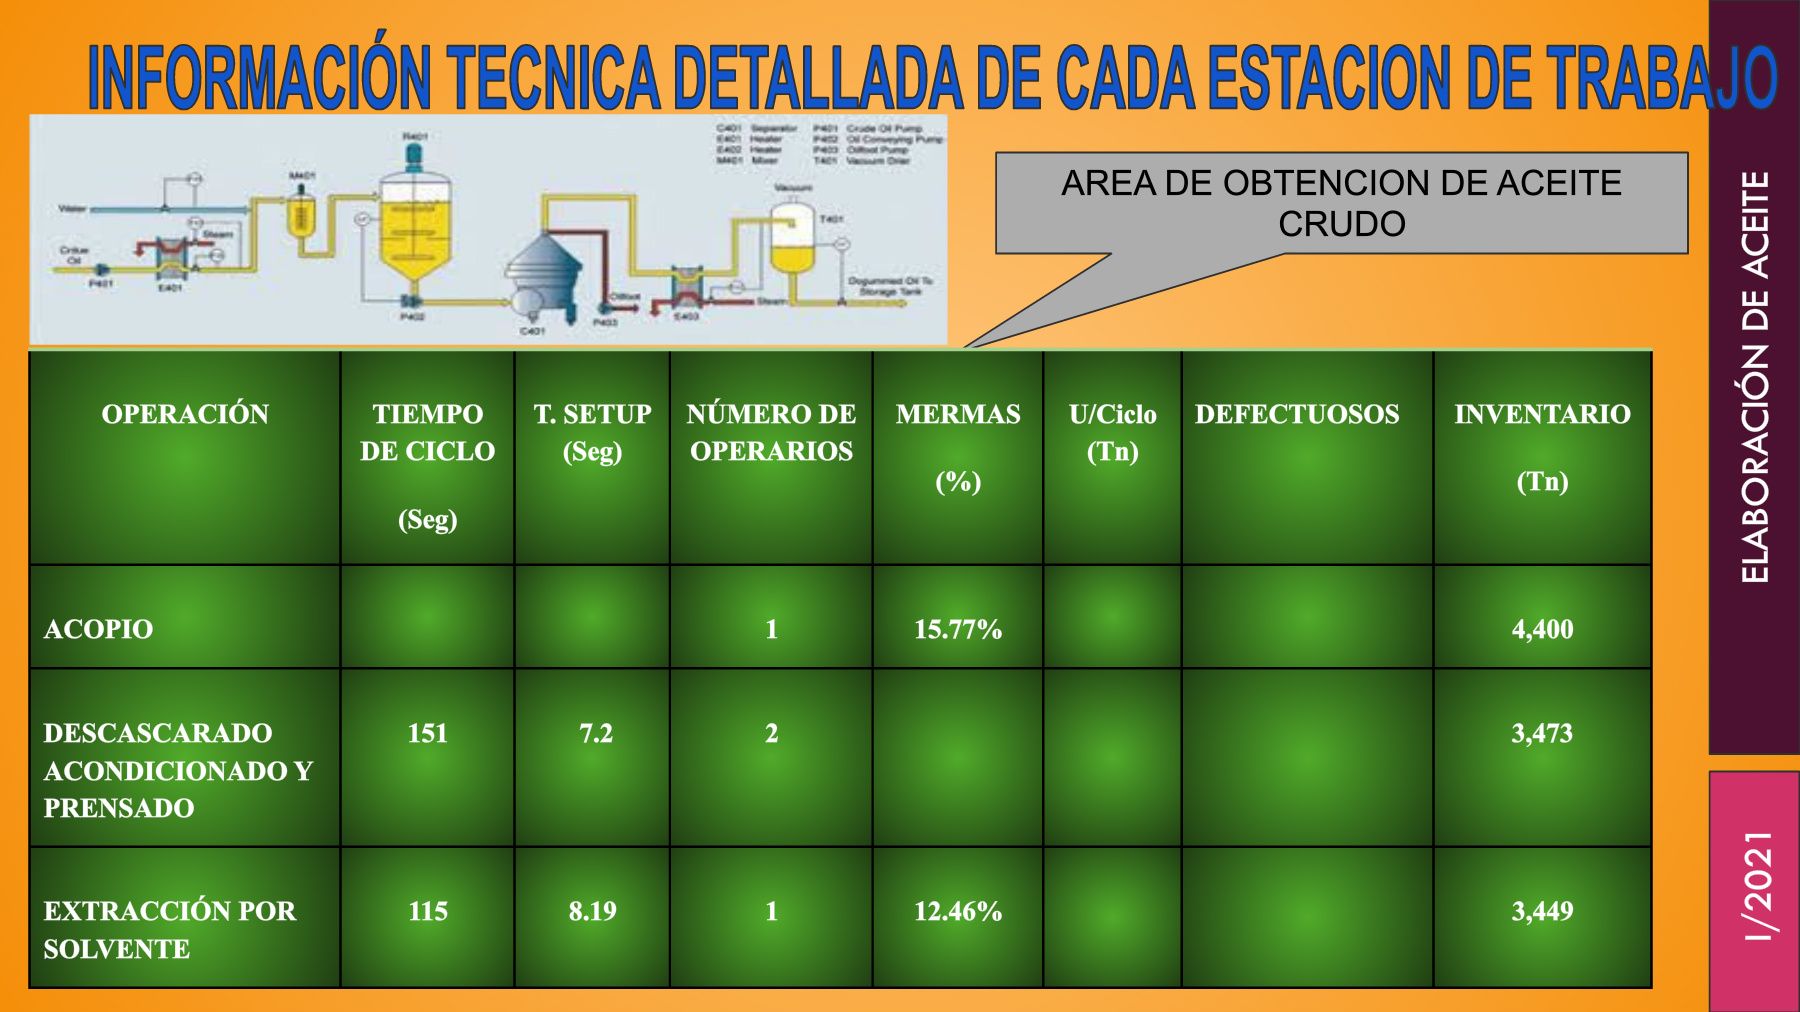 INFORMACIÓN TECNICA DETALLADA DE CADA ESTACION DE TRABAJO
C401 Separator P401 Crude Oil Pump
E401 Heater P402 Oil Conveying Pump
E402 Heater P403 Oilfoot Pump
M401 Mixer T401 Vacuum Drier
R401
M401
Water
Steam
Crude
Oil
P401
E401
P402
C401
Oilfoot
P403
E403
Steam
Vacuum
T401
Degummed Oil To
Storage Tank
AREA DE OBTENCION DE ACEITE
CRUDO
OPERACIÓN TIEMPO DE CICLO (Seg) T. SETUP (Seg) NÚMERO DE OPERARIOS MERMAS (%) U/Ciclo (Tn) DEFECTUOSOS INVENTARIO (Tn)
ACOPIO 1 15.77% 4,400
DESCASCARADO 151 7.2 2 3,473
ACONDICIONADO Y
PRENSADO
EXTRACCIÓN POR 115 8.19 1 12.46% 3,449
SOLVENTE
ELABORACIÓN DE ACEITE
I/2021